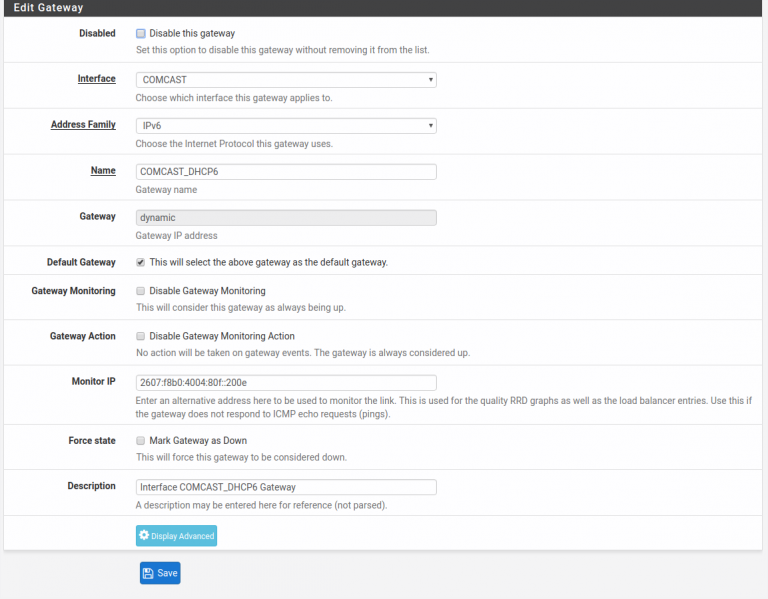 Edit Gateway
Disabled Disable this gateway
Set this option to disable this gateway without removing it from the list.
Interface COMCAST
Choose which interface this gateway applies to.
Address Family IPv6
Choose the Internet Protocol this gateway uses.
Name COMCAST_DHCP6
Gateway name
Gateway dynamic
Gateway IP address
Default Gateway This will select the above gateway as the default gateway.
Gateway Monitoring Disable Gateway Monitoring
This will consider this gateway as always being up.
Gateway Action Disable Gateway Monitoring Action
No action will be taken on gateway events. The gateway is always considered up.
Monitor IP 2607:f8b0:4004:80f::200e
Enter an alternative address here to be used to monitor the link. This is used for the quality RRD graphs as well as the load balancer entries. Use this if
the gateway does not respond to ICMP echo requests (pings).
Force state Mark Gateway as Down
This will force this gateway to be considered down.
Description Interface COMCAST_DHCP6 Gateway
A description may be entered here for reference (not parsed).
Display Advanced
Save